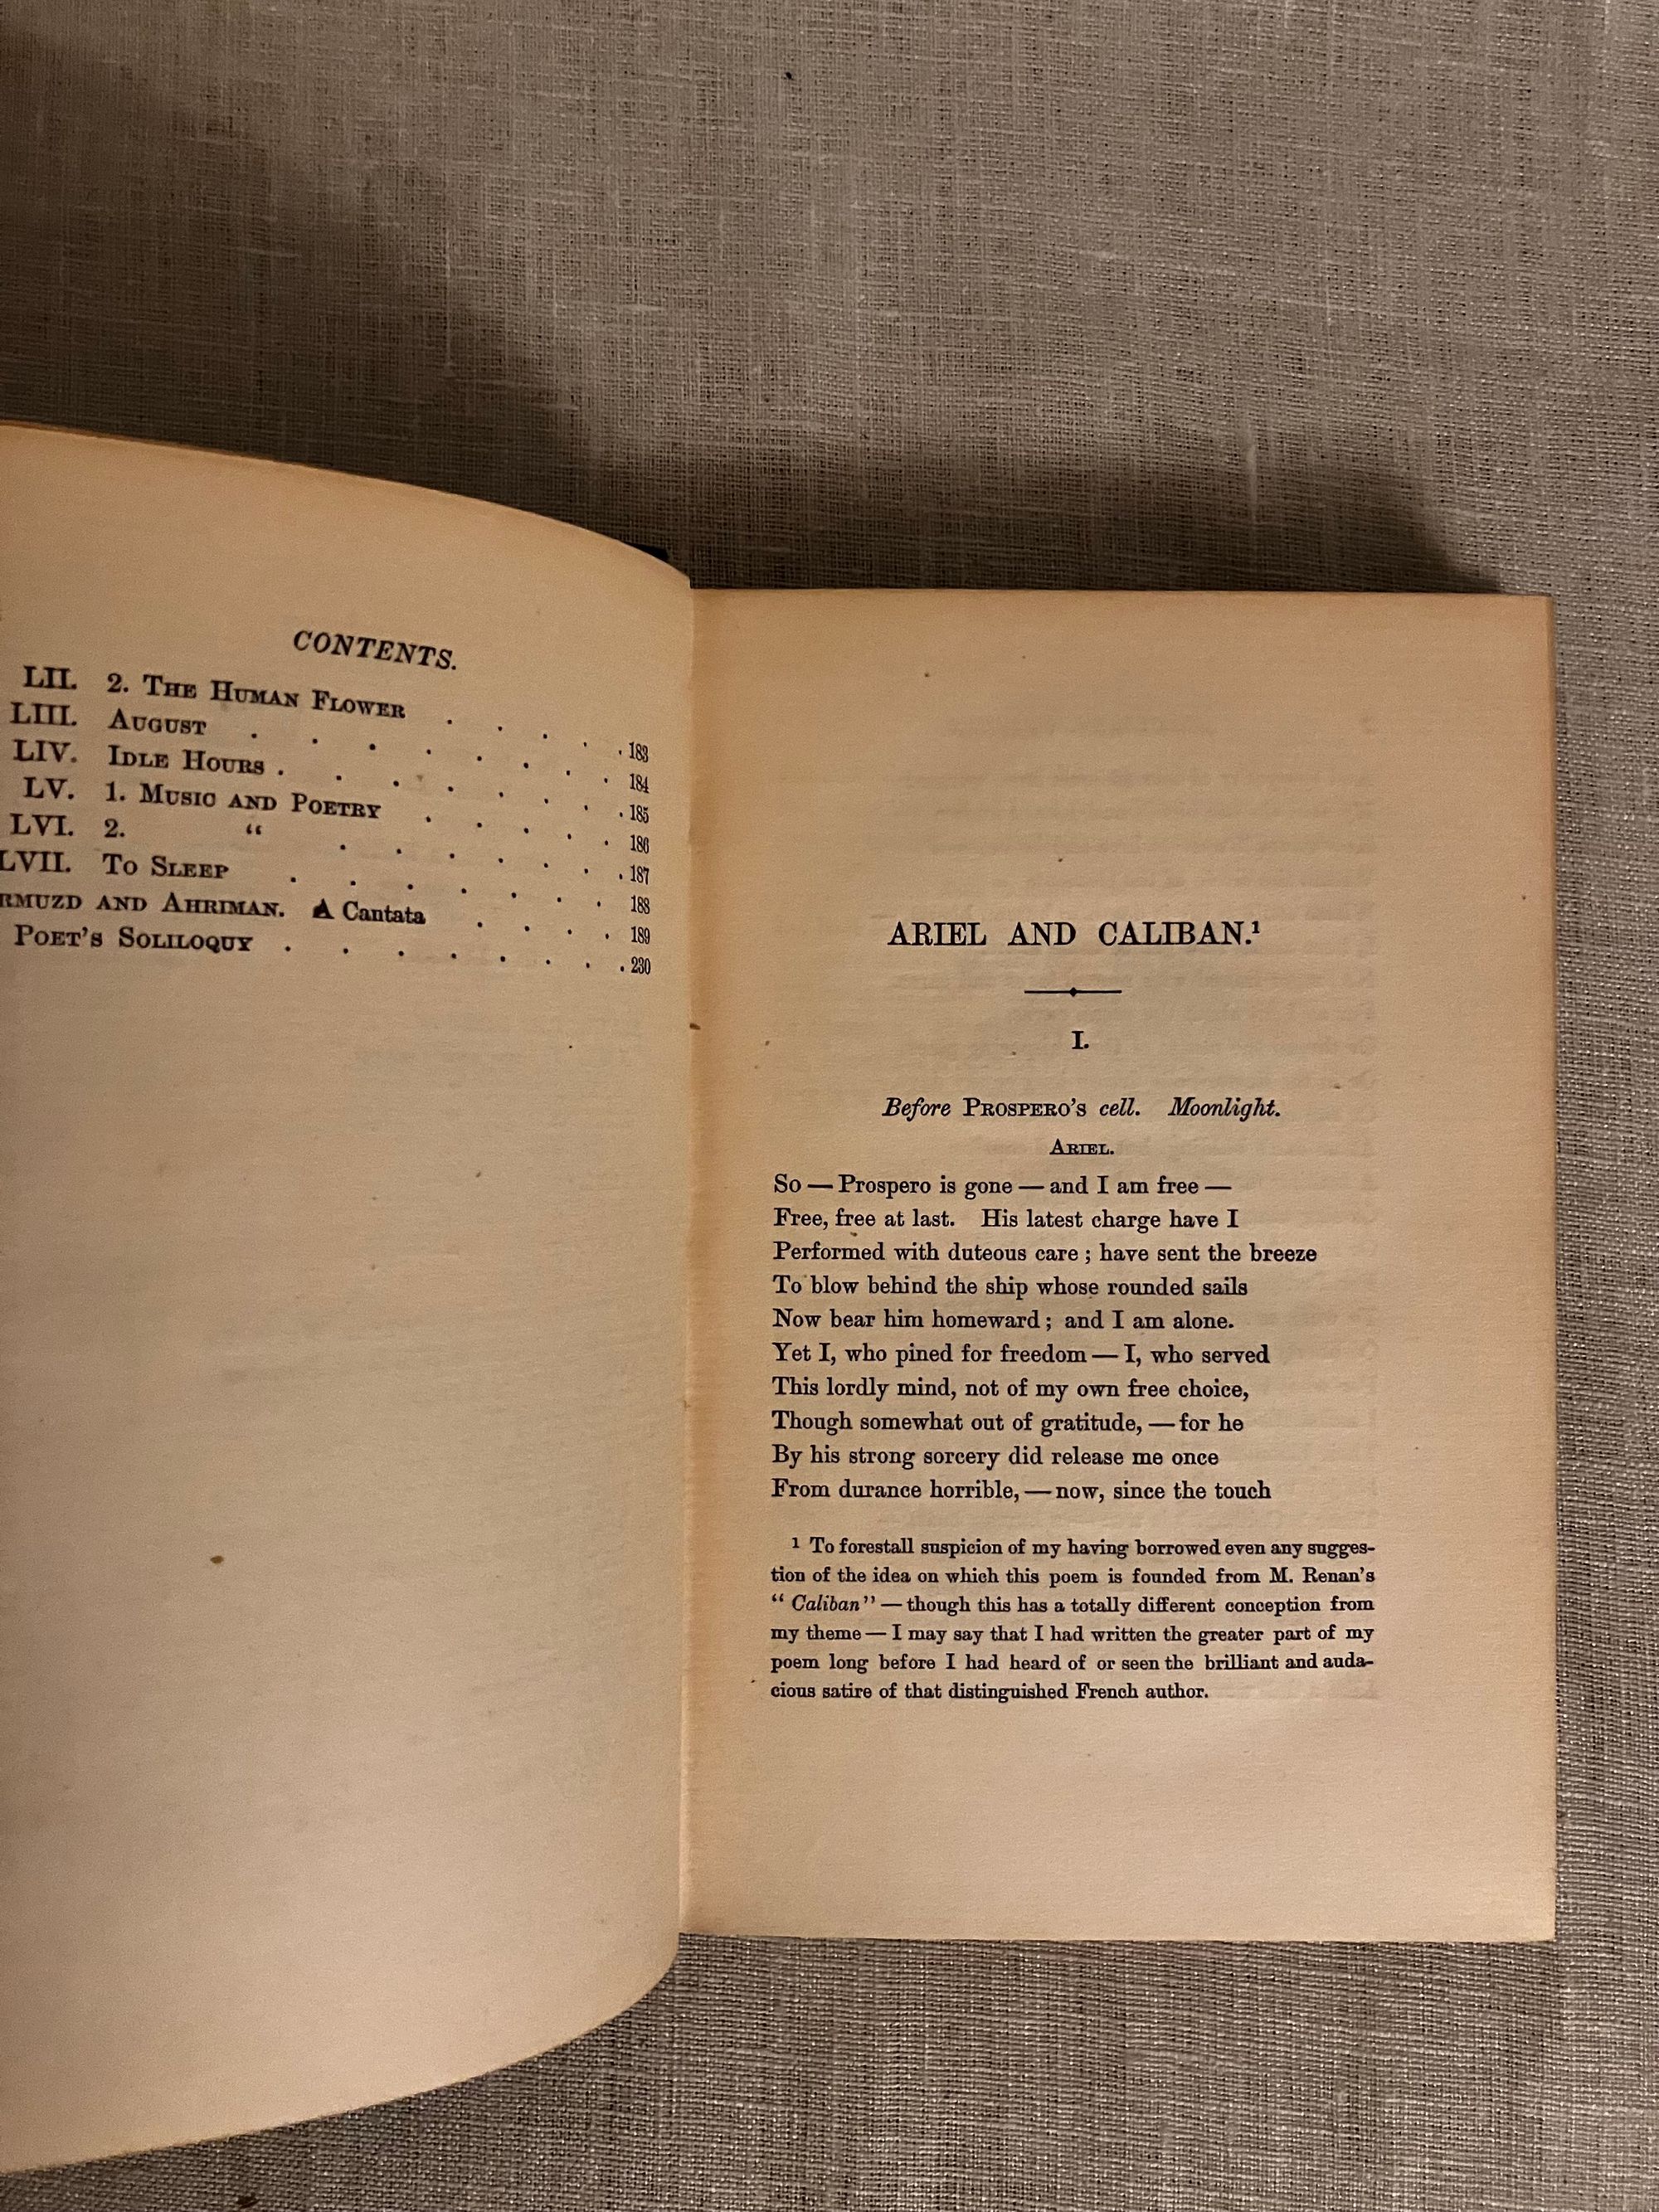 CONTENTS.
LII. 2. THE HUMAN FLOWER . . . . . 183
LIII. AUGUST . . . . . . . . 184
LIV. IDLE HOURS . . . . . . . . 185
LV. 1. MUSIC AND POETRY . . . . . 186
LVI. 2. “ . . . . . . . 187
LVII. TO SLEEP . . . . . . . 188
RMUZD AND AHRIMAN. A Cantata . . . . 189
POET'S SOLILOQUY . . . . . . . . 230
ARIEL AND CALIBAN.¹
I.
Before PROSPERO'S cell. Moonlight.
ARIEL.
So — Prospero is gone — and I am free —
Free, free at last. His latest charge have I
Performed with duteous care ; have sent the breeze
To blow behind the ship whose rounded sails
Now bear him homeward ; and I am alone.
Yet I, who pined for freedom — I, who served
This lordly mind, not of my own free choice,
Though somewhat out of gratitude, — for he
By his strong sorcery did release me once
From durance horrible, — now, since the touch
¹ To forestall suspicion of my having borrowed even any sugges-
tion of the idea on which this poem is founded from M. Renan's
“ Caliban” — though this has a totally different conception from
my theme — I may say that I had written the greater part of my
poem long before I had heard of or seen the brilliant and auda-
cious satire of that distinguished French author.